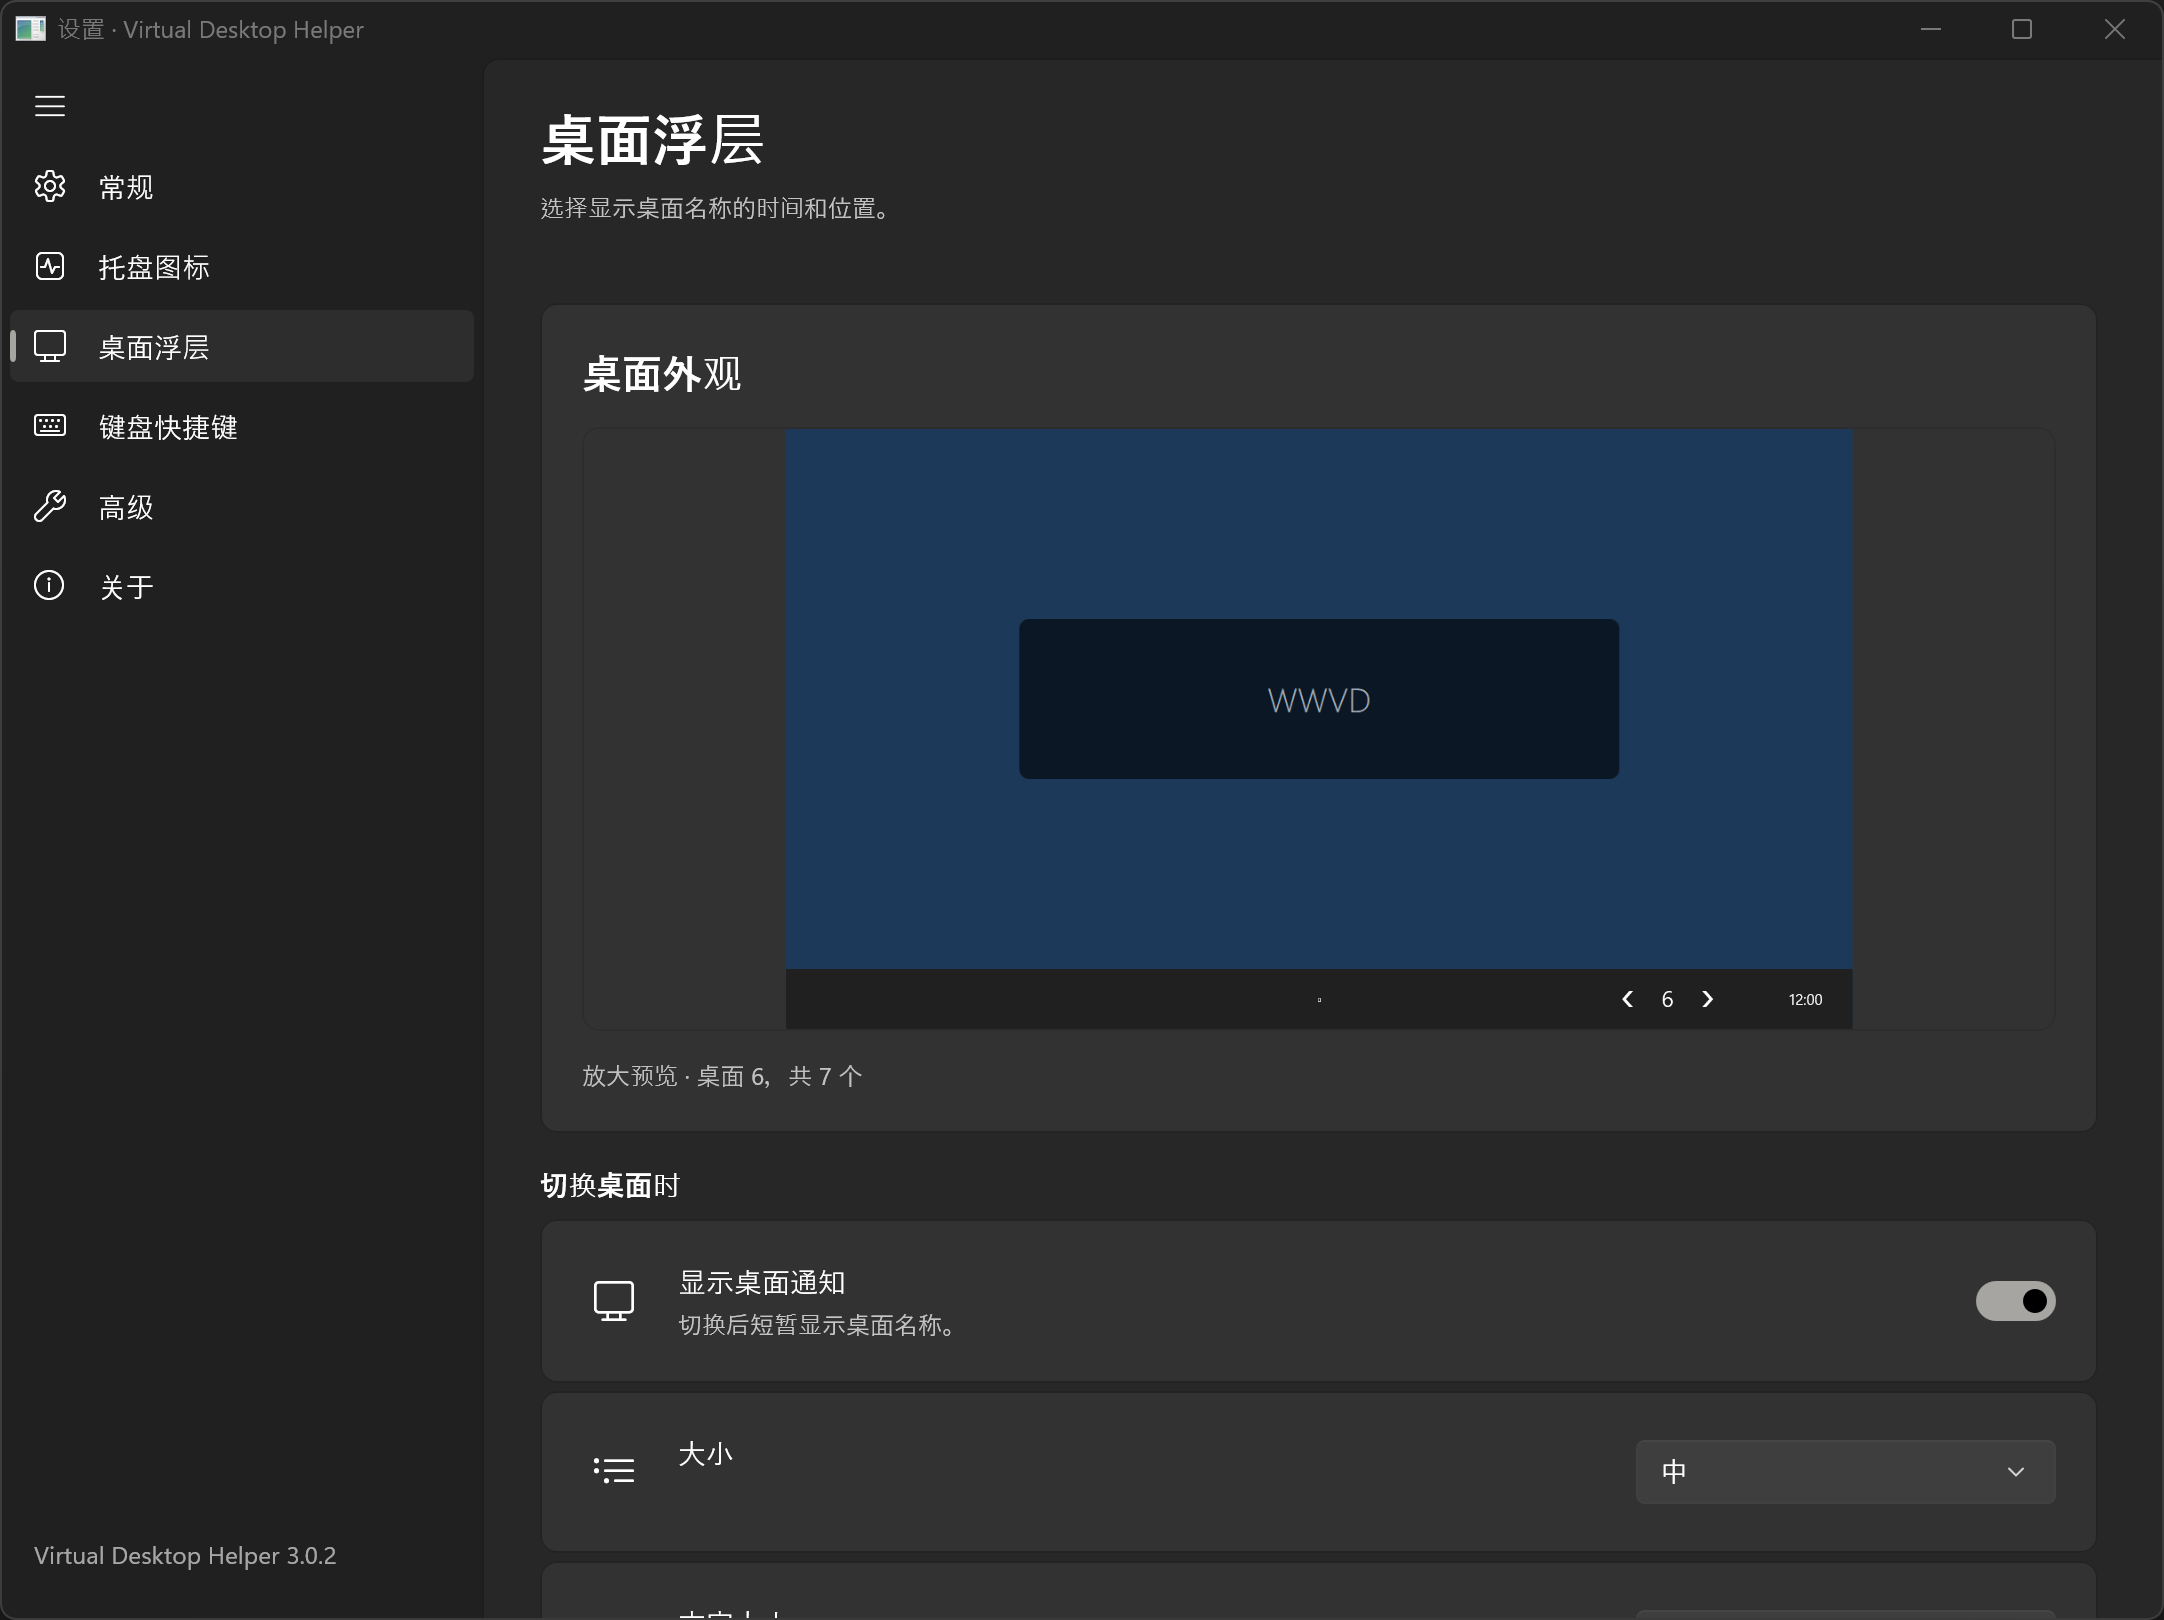 设置 · Virtual Desktop Helper
常规
托盘图标
桌面浮层
键盘快捷键
高级
关于
Virtual Desktop Helper 3.0.2
桌面浮层
选择显示桌面名称的时间和位置。
桌面外观
WWVD
6
12:00
放大预览 · 桌面 6，共 7 个
切换桌面时
显示桌面通知
切换后短暂显示桌面名称。
大小
中